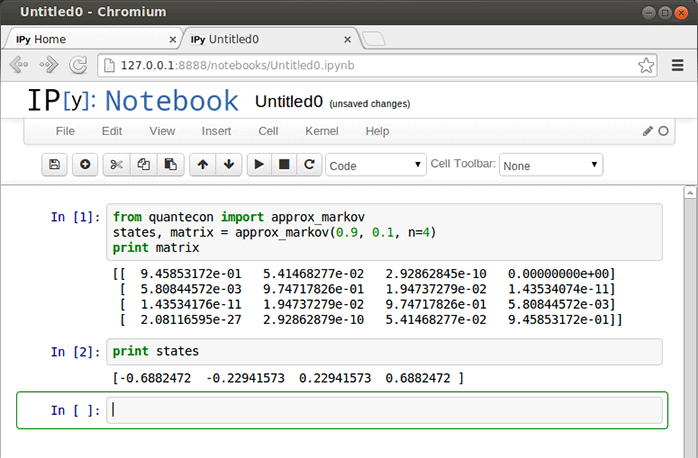 Untitled0 - Chromium
IPy Home
IPy Untitled0
127.0.0.1:8888/notebooks/Untitled0.ipynb
IP[y]: Notebook Untitled0 (unsaved changes)
File Edit View Insert Cell Kernel Help
Code Cell Toolbar: None
In [1]: from quantecon import approx_markov
states, matrix = approx_markov(0.9, 0.1, n=4)
print matrix
[[ 9.45853172e-01 5.41468277e-02 2.92862845e-10 0.00000000e+00]
[ 5.80844572e-03 9.74717826e-01 1.94737279e-02 1.43534074e-11]
[ 1.43534176e-11 1.94737279e-02 9.74717826e-01 5.80844572e-03]
[ 2.08116595e-27 2.92862879e-10 5.41468277e-02 9.45853172e-01]]
In [2]: print states
[-0.6882472 -0.22941573 0.22941573 0.6882472 ]
In [ ]: